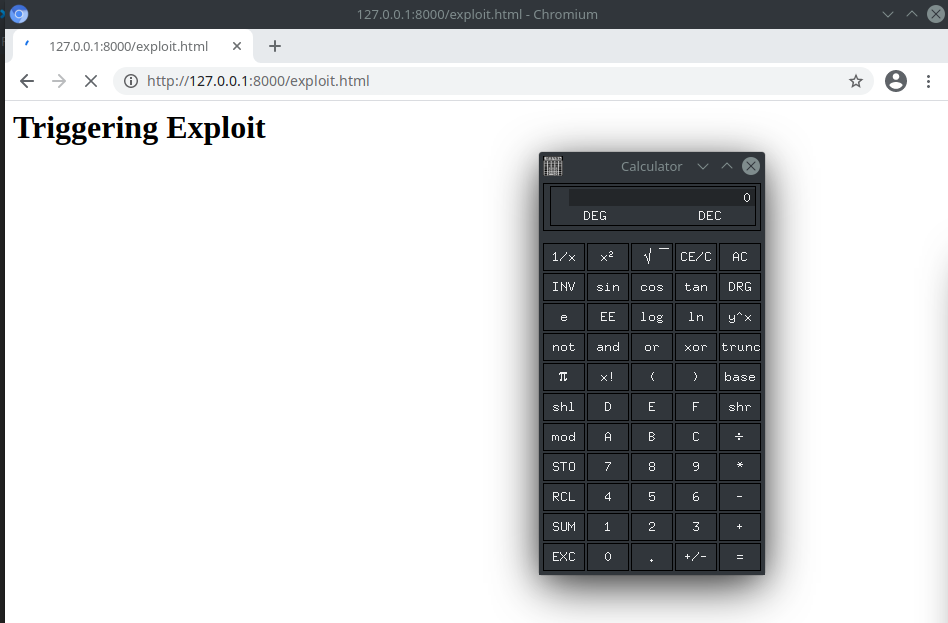 127.0.0.1:8000/exploit.html - Chromium
127.0.0.1:8000/exploit.html
http://127.0.0.1:8000/exploit.html
Triggering Exploit
Calculator
0
DEG DEC
1/x x² √‾ CE/C AC
INV sin cos tan DRG
e EE log ln y^x
not and or xor trunc
π x! ( ) base
shl D E F shr
mod A B C ÷
STO 7 8 9 *
RCL 4 5 6 -
SUM 1 2 3 +
EXC 0 . +/- =